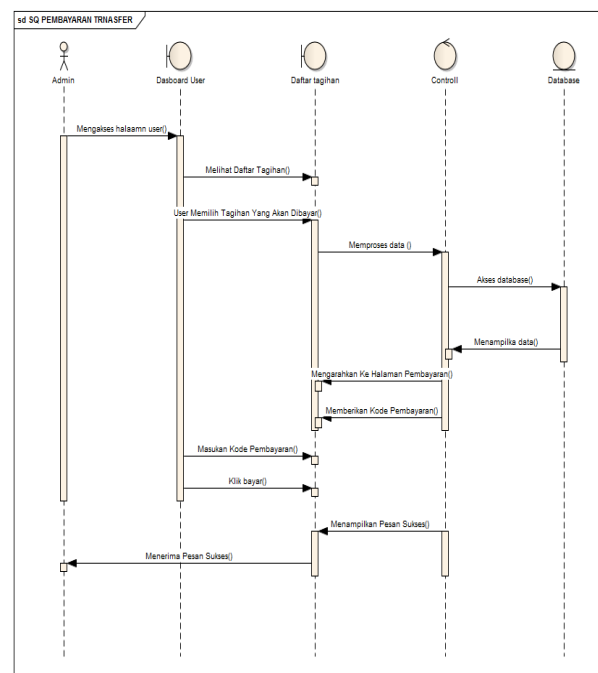 sd SQ PEMBAYARAN TRNASFER
Admin
Dasboard User
Daftar tagihan
Controll
Database
Mengakses halaamn user()
Melihat Daftar Tagihan()
User Memilih Tagihan Yang Akan Dibayar()
Memproses data ()
Akses database()
Menampilka data()
Mengarahkan Ke Halaman Pembayaran()
Memberikan Kode Pembayaran()
Masukan Kode Pembayaran()
Klik bayar()
Menampilkan Pesan Sukses()
Menerima Pesan Sukses()